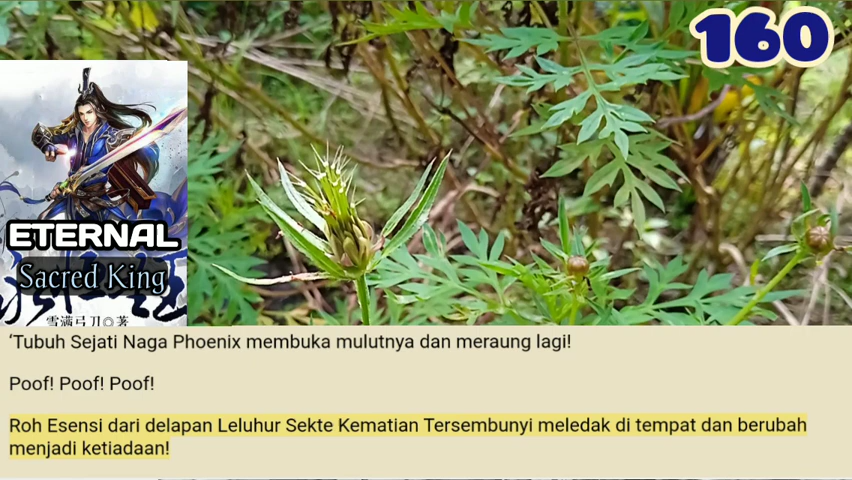 160
ETERNAL
Sacred King
雪满弓刀◎著
‘Tubuh Sejati Naga Phoenix membuka mulutnya dan meraung lagi!
Poof! Poof! Poof!
Roh Esensi dari delapan Leluhur Sekte Kematian Tersembunyi meledak di tempat dan berubah
menjadi ketiadaan!